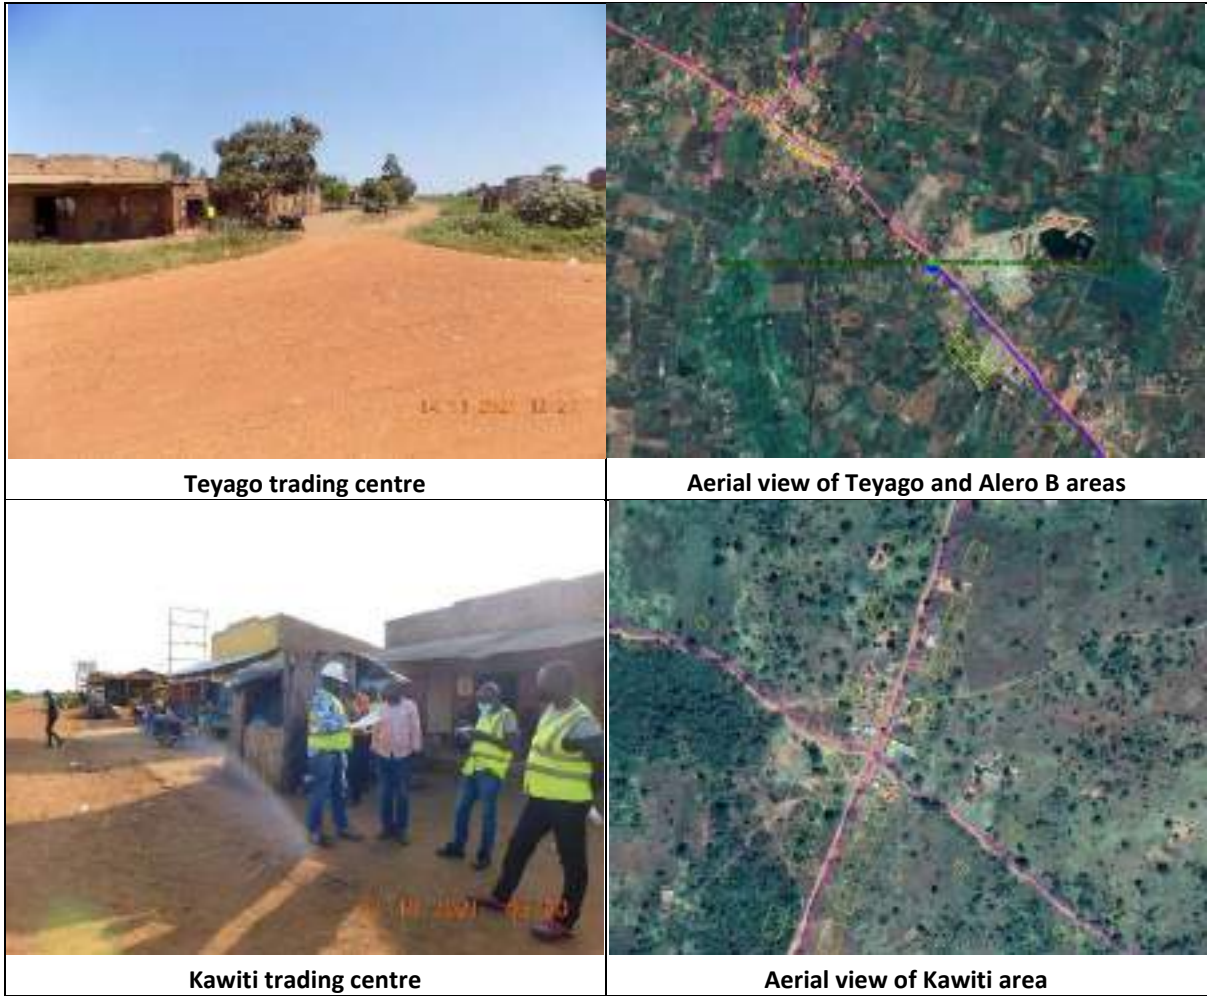 Teyago trading centre
Aerial view of Teyago and Alero B areas
Kawiti trading centre
Aerial view of Kawiti area